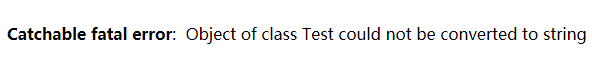 Catchable fatal error: Object of class Test could not be converted to string